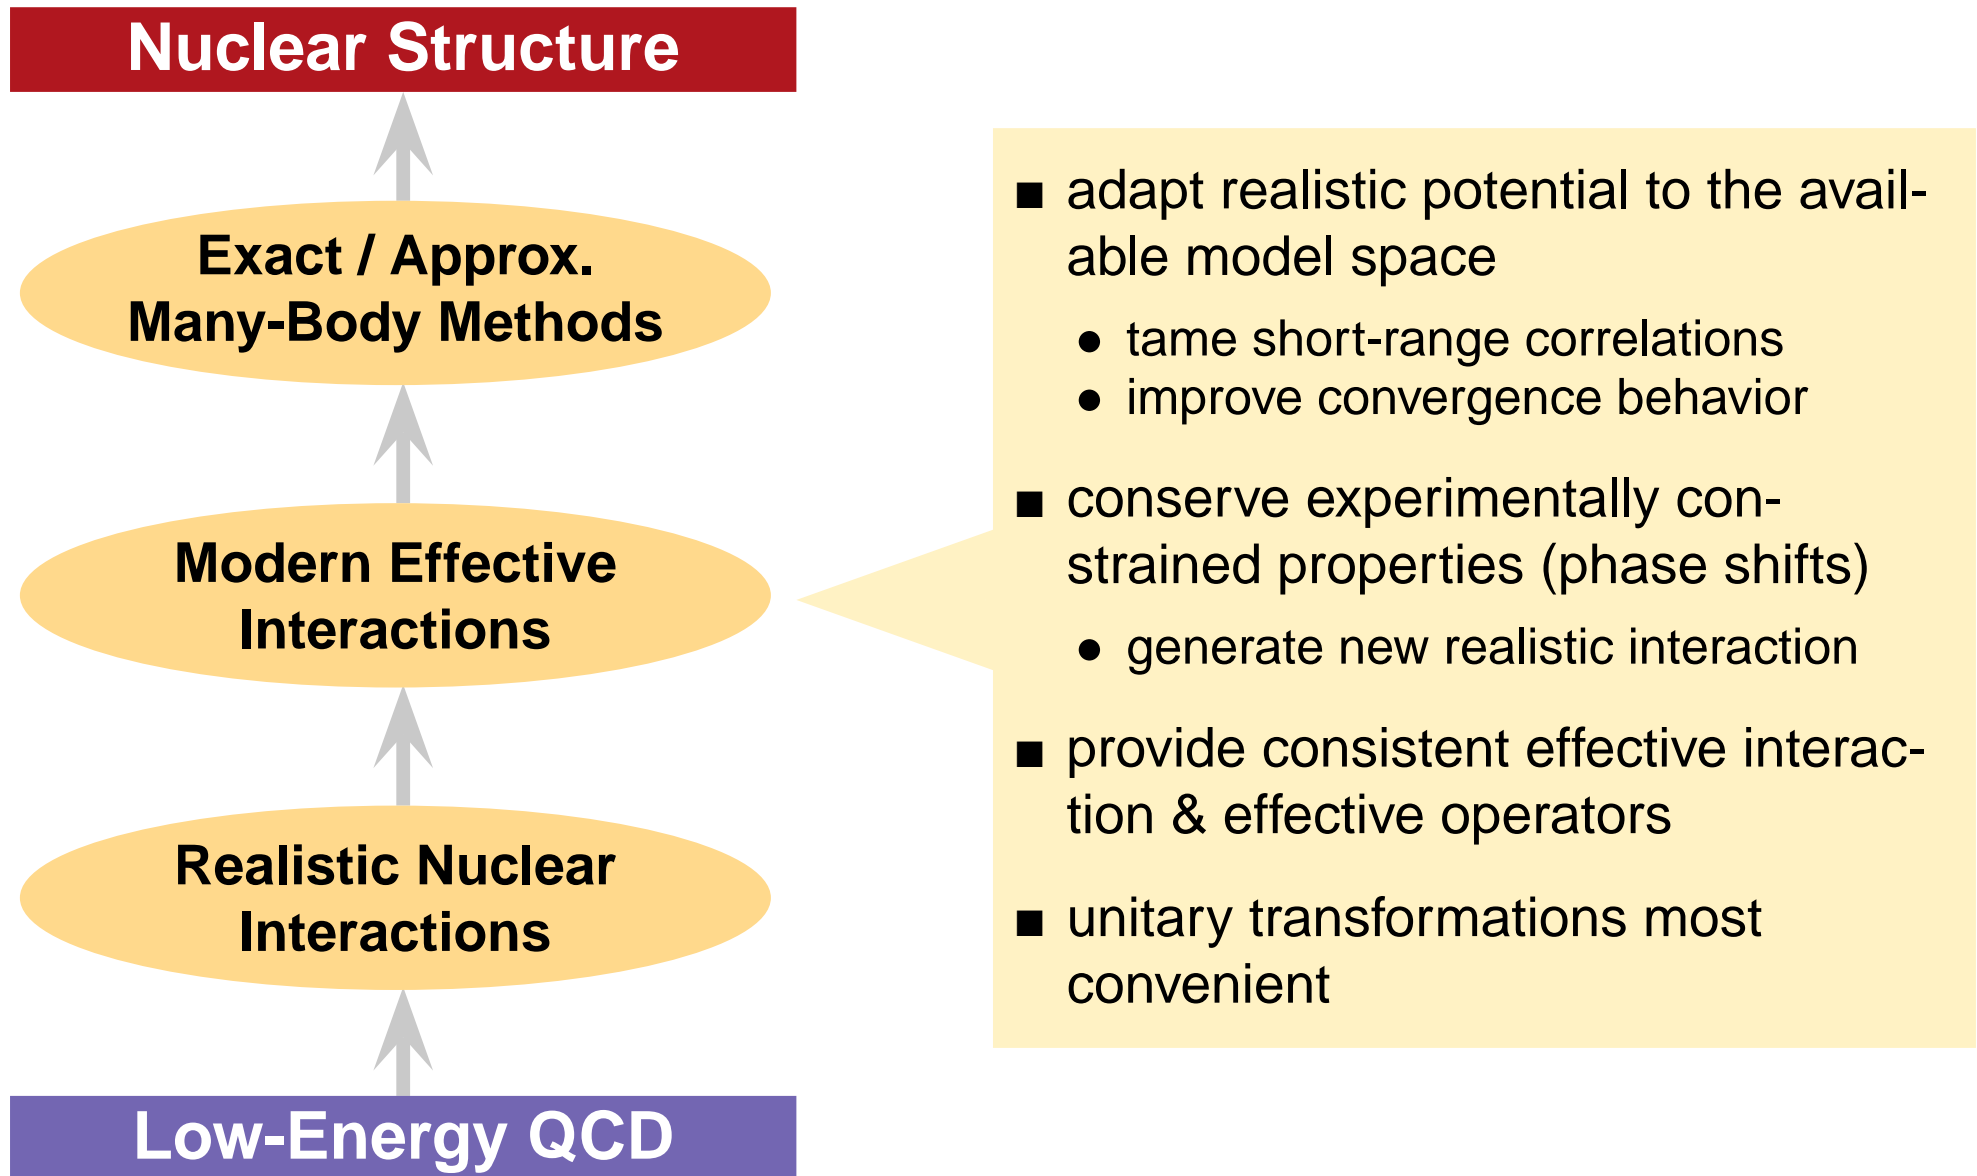 Nuclear Structure
Exact / Approx.
Many-Body Methods
Modern Effective
Interactions
Realistic Nuclear
Interactions
Low-Energy QCD
■ adapt realistic potential to the avail-
able model space
● tame short-range correlations
● improve convergence behavior
■ conserve experimentally con-
strained properties (phase shifts)
● generate new realistic interaction
■ provide consistent effective interac-
tion & effective operators
■ unitary transformations most
convenient